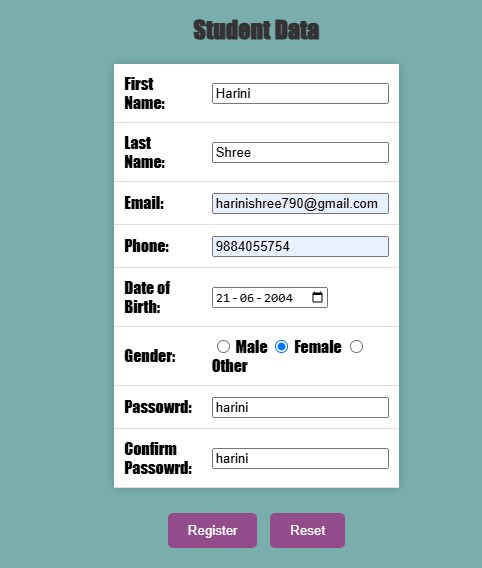 Student Data
First
Name:
Harini
Last
Name:
Shree
Email:
harinishree790@gmail.com
Phone:
9884055754
Date of
Birth:
21-06-2004
Gender:
Male Female
Other
Passowrd:
harini
Confirm
Passowrd:
harini
Register Reset